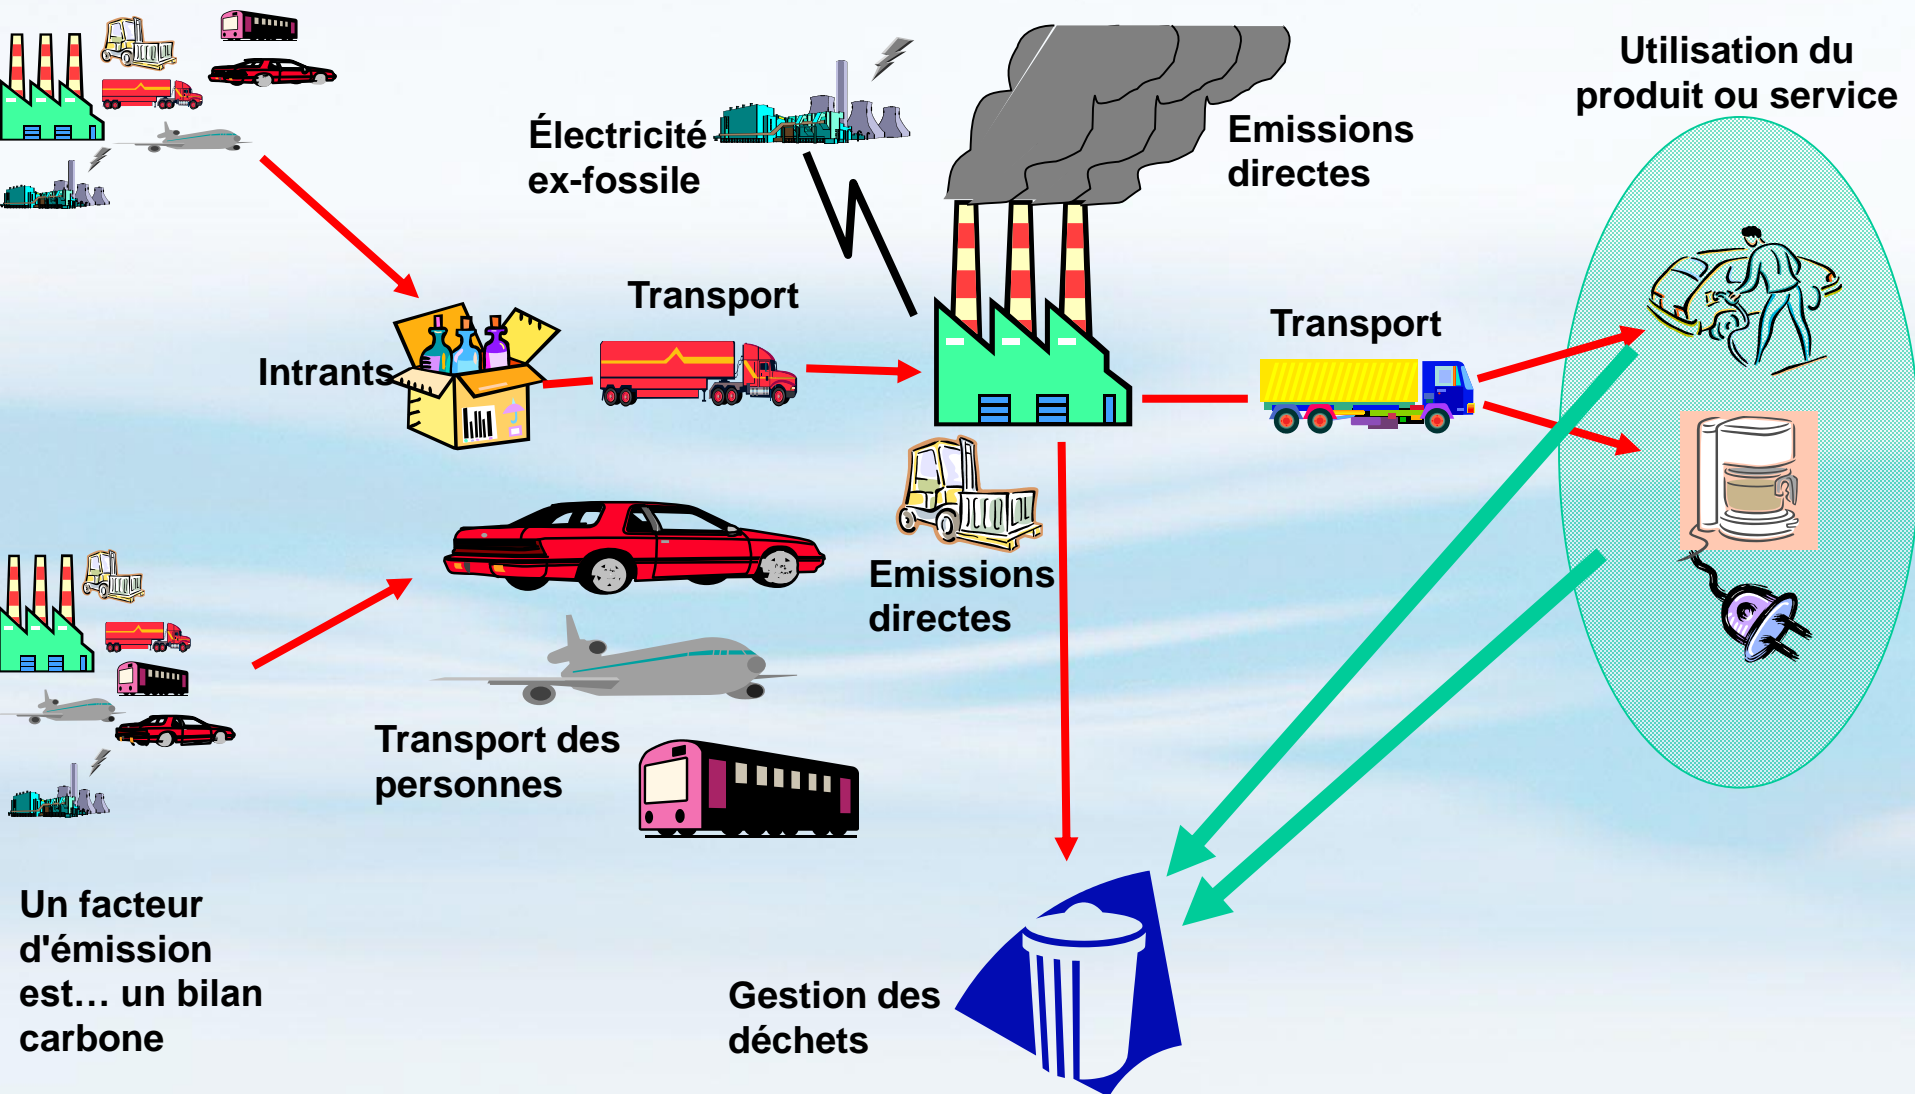 Utilisation du
produit ou service
Électricité
ex-fossile
Emissions
directes
Transport
Transport
Intrants
Emissions
directes
Transport des
personnes
Un facteur
d'émission
est… un bilan
carbone
Gestion des
déchets